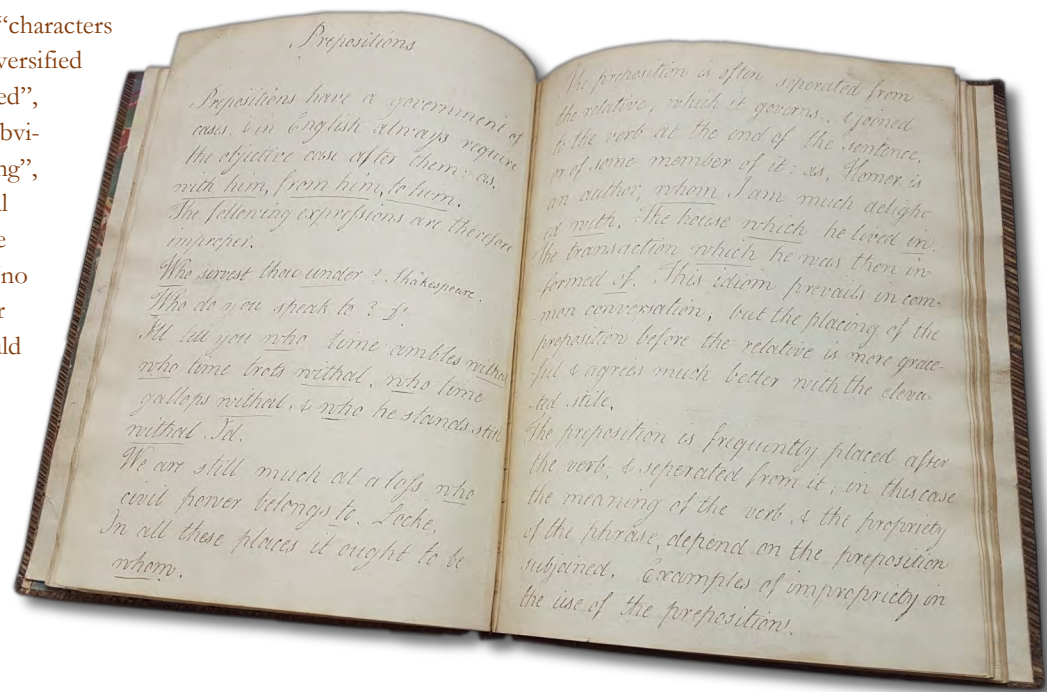 “characters
versified
ed”,
bvi-
ng”,
l
e
no
r
ld
Prepositions
Prepositions have a government of
cases, & in English always require
the objective case after them: as,
with him, from him, to him.
The following expressions are therefore
improper.
Who servest thou under? Shakespeare.
Who do you speak to? Id.
I'll tell you who time ambles withal
who time trots withal, who time
gallops withal, & who he stands still
withal. Id.
We are still much at a loss, who
civil power belongs to. Locke.
In all these places it ought to be
whom.
The preposition is often seperated from
the relative, which it governs, & joined
to the verb at the end of the sentence,
or of some member of it: as, Homer is
an author, whom I am much deligh-
ed with. The house which he lived in.
The transaction which he was then in-
formed of. This idiom prevails in com-
-mon conversation, but the placing of the
preposition before the relative is more grace-
-ful & agrees much better with the eleva-
-ted stile.
The preposition is frequently placed after
the verb, & seperated from it, in this case
the meaning of the verb, & the propriety
of the phrase, depend on the preposition
subjoined. Examples of impropriety in
the use of the preposition.